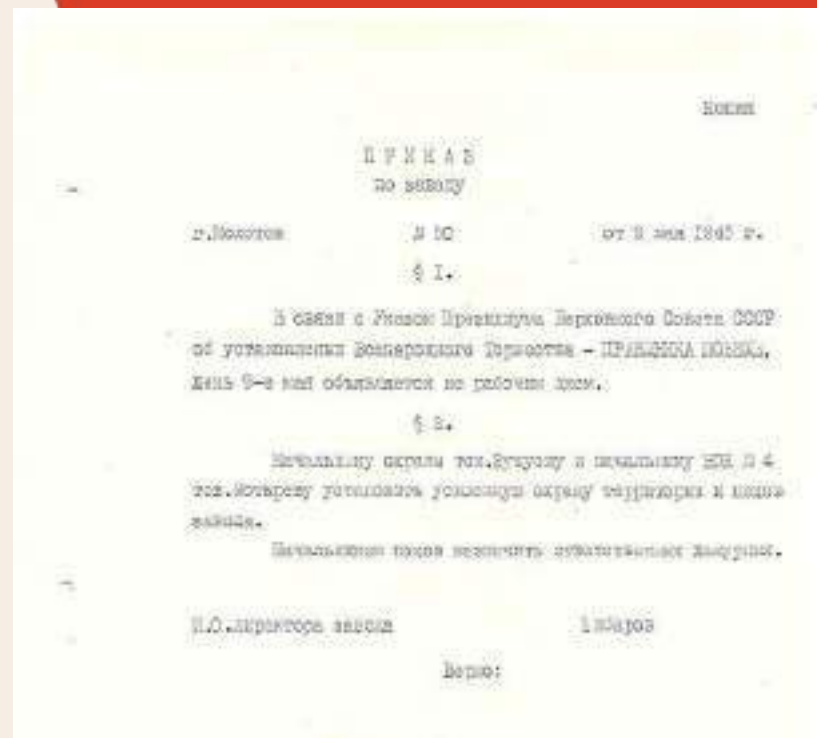 Копия
ПРИКАЗ
по заводу
г.Молотов № от 9 мая 1945 г.
§ I.
В связи с Указом Президиума Верховного Совета СССР
об установлении Всенародного Торжества – ПРАЗДНИКА ПОБЕДЫ,
день 9-е мая объявляется не рабочим днем.
§ 2.
Начальнику охраны тов. и начальнику № 4
тов. установить усиленную охрану территории и цехов
завода.
Начальникам цехов назначить ответственных дежурных.
И.О.директора завода
Верно: